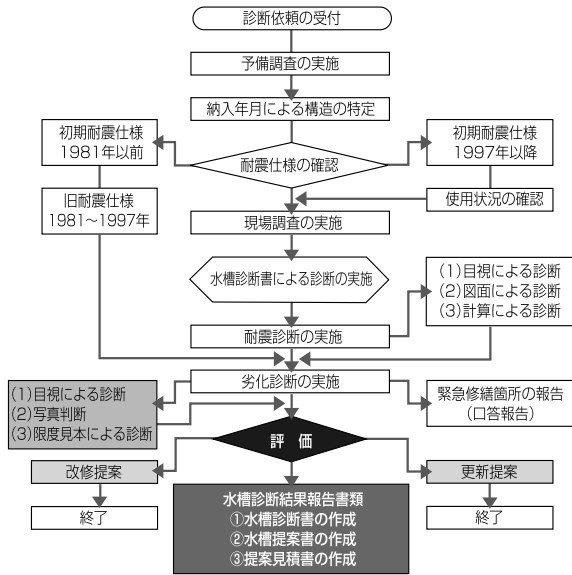 診断依頼の受付
予備調査の実施
納入年月による構造の特定
初期耐震仕様
1981年以前
耐震仕様の確認
初期耐震仕様
1997年以降
旧耐震仕様
1981～1997年
使用状況の確認
現場調査の実施
水槽診断書による診断の実施
(1)目視による診断
(2)図面による診断
(3)計算による診断
耐震診断の実施
劣化診断の実施
(1)目視による診断
(2)写真判断
(3)限度見本による診断
緊急修繕箇所の報告
(口答報告)
評 価
改修提案
更新提案
終了
終了
水槽診断結果報告書類
①水槽診断書の作成
②水槽提案書の作成
③提案見積書の作成